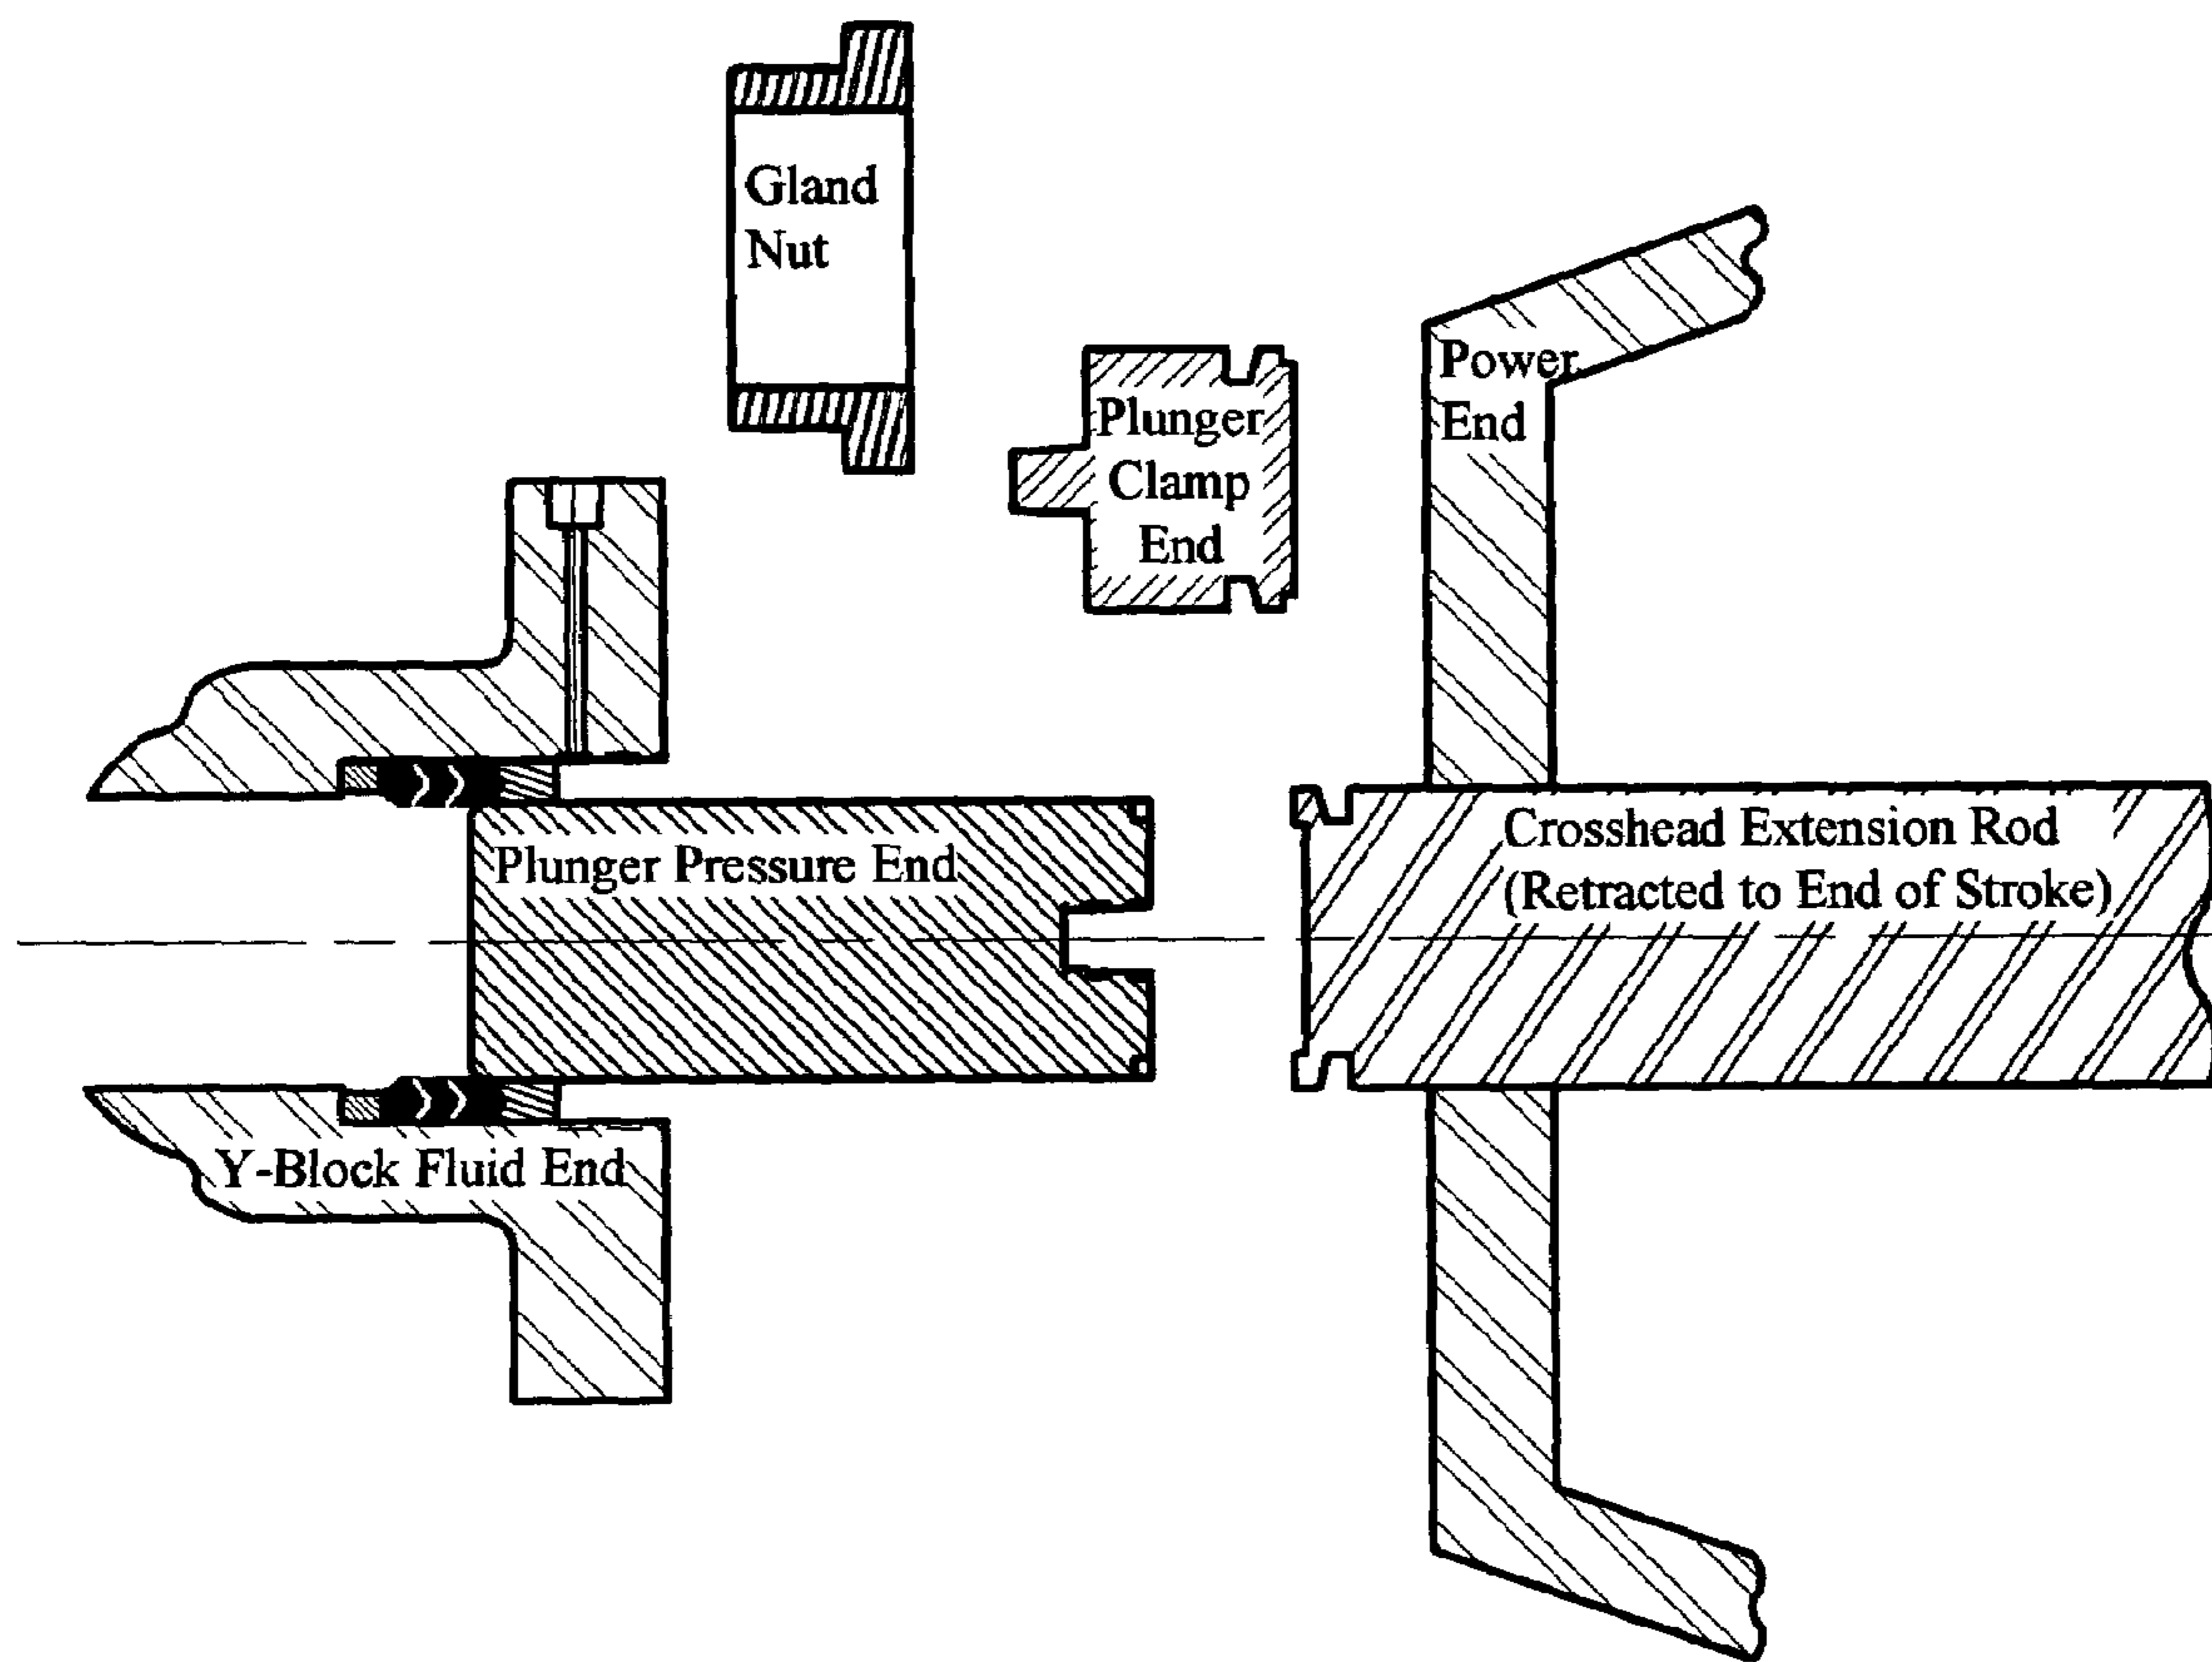 Gland
Nut
Power
End
Plunger
Clamp
End
Crosshead Extension Rod
(Retracted to End of Stroke)
Plunger Pressure End
Y-Block Fluid End